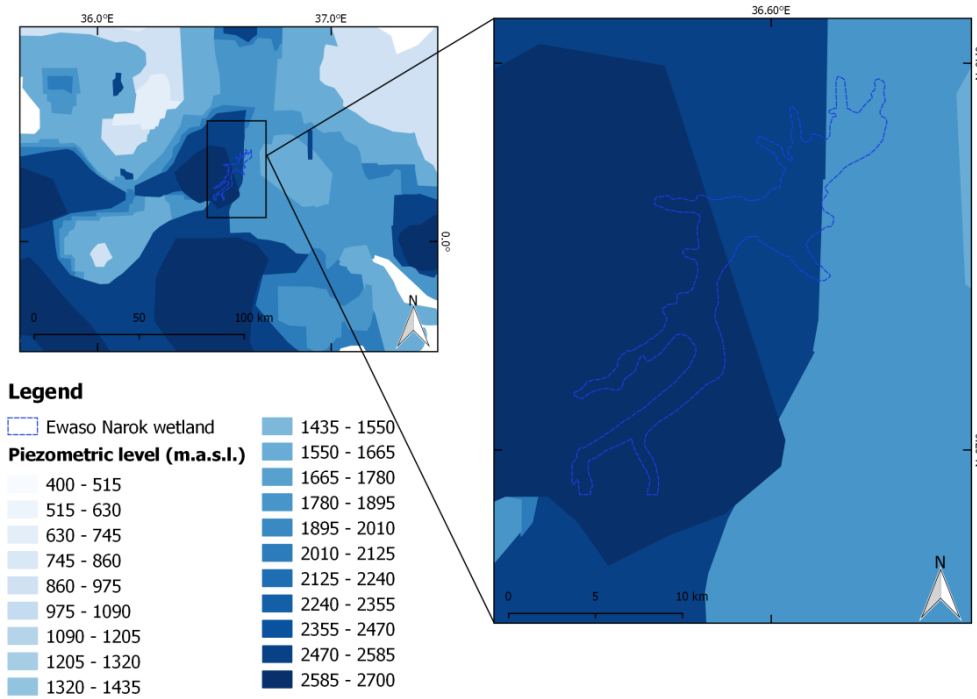 36.0°E 37.0°E
36.60°E
0.0°
N
0 50 100 km
N
0 5 10 km
Legend
Ewaso Narok wetland
Piezometric level (m.a.s.l.)
400 - 515
515 - 630
630 - 745
745 - 860
860 - 975
975 - 1090
1090 - 1205
1205 - 1320
1320 - 1435
1435 - 1550
1550 - 1665
1665 - 1780
1780 - 1895
1895 - 2010
2010 - 2125
2125 - 2240
2240 - 2355
2355 - 2470
2470 - 2585
2585 - 2700